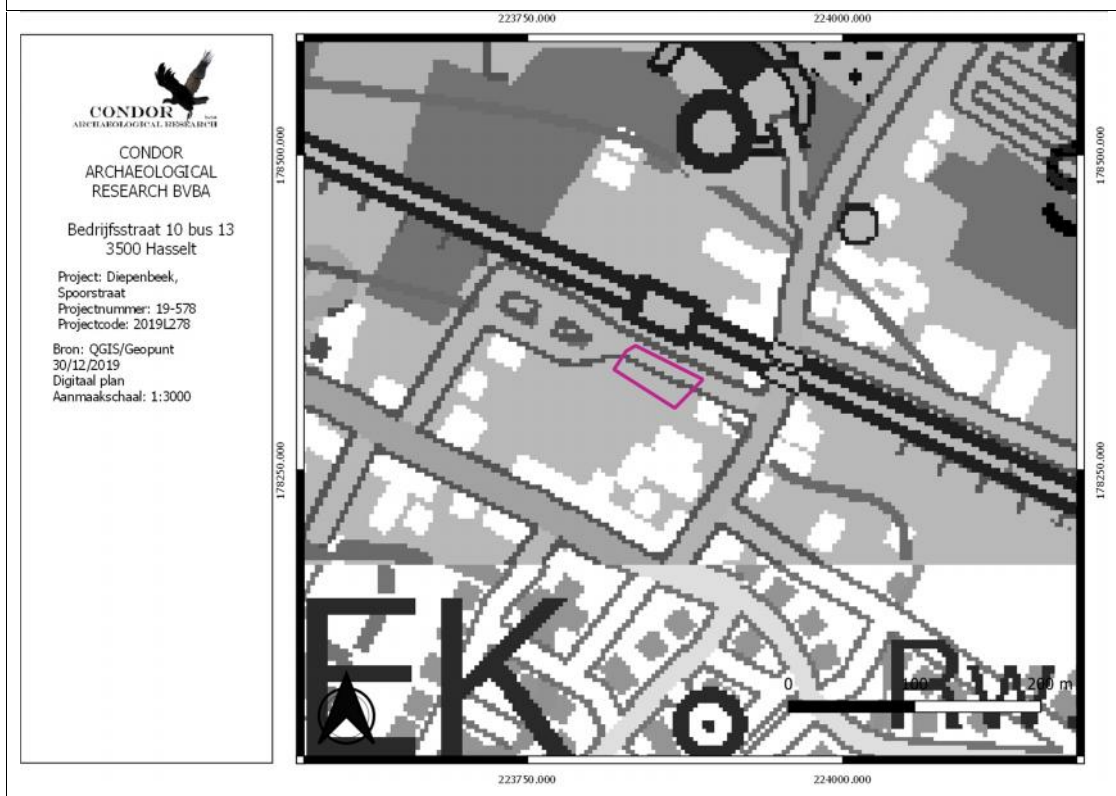 223750.000
224000.000
CONDOR
ARCHAEOLOGICAL RESEARCH
CONDOR
ARCHAEOLOGICAL
RESEARCH BVBA
Bedrijfsstraat 10 bus 13
3500 Hasselt
Project: Diepenbeek,
Spoorstraat
Projectnummer: 19-578
Projectcode: 2019L278
Bron: QGIS/Geopunt
30/12/2019
Digitaal plan
Aanmaakschaal: 1:3000
178500.000
178500.000
178250.000
178250.000
EK
RW
0 100 200 m
223750.000
224000.000